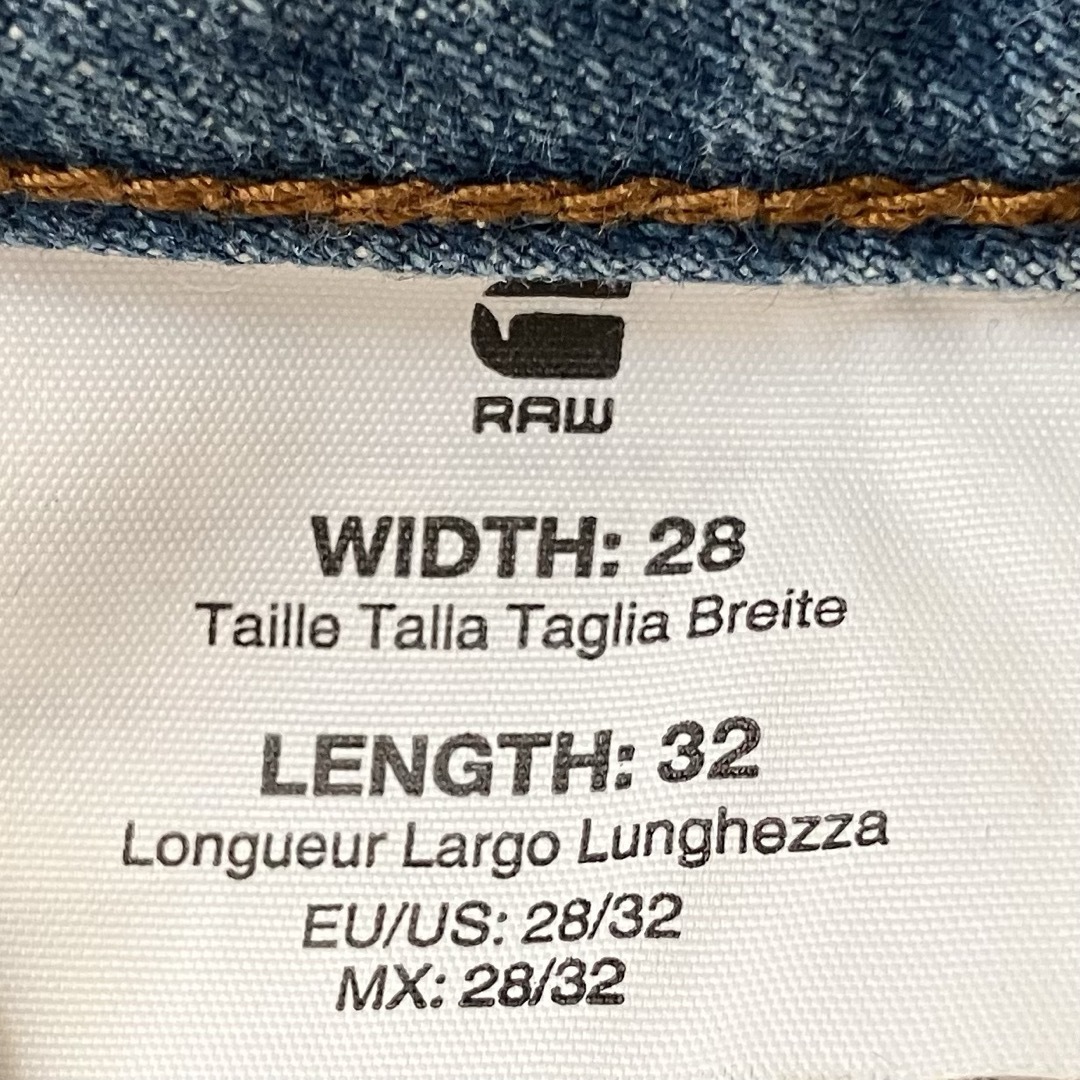 RAW
WIDTH: 28
Taille Talla Taglia Breite
LENGTH: 32
Longueur Largo Lunghezza
EU/US: 28/32
MX: 28/32